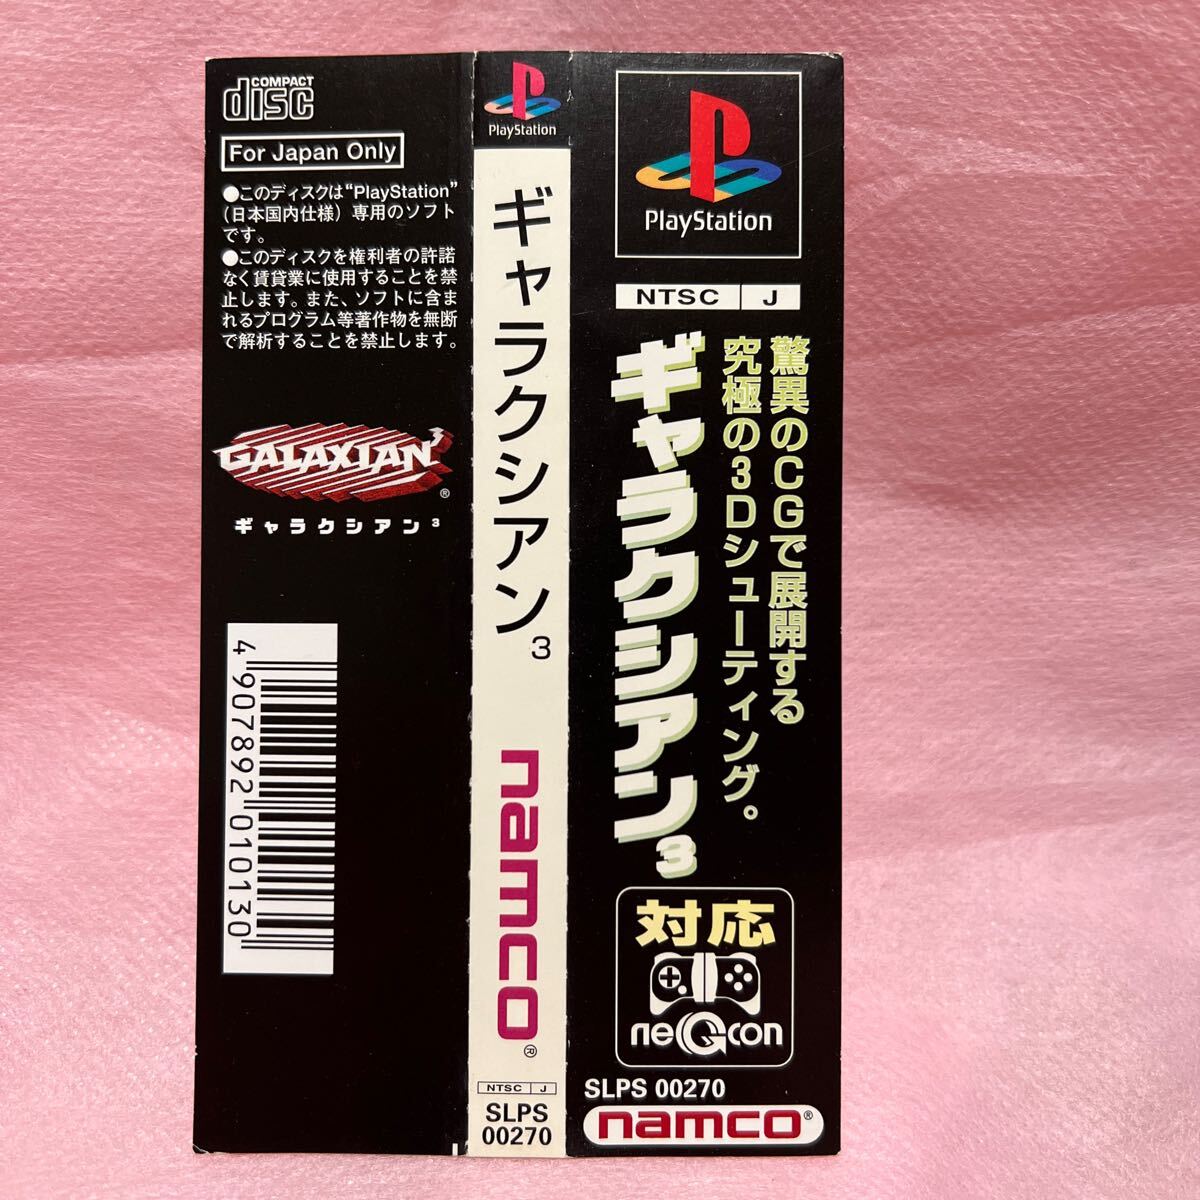 COMPACT
disc
For Japan Only
●このディスクは“PlayStation”
(日本国内仕様) 専用のソフト
です。
●このディスクを権利者の許諾
なく賃貸業に使用することを禁
止します。また、ソフトに含ま
れるプログラム等著作物を無断
で解析することを禁止します。
GALAXIAN³
®
ギャラクシアン3
4 907892 010130
PlayStation
ギャラクシアン3
namco®
NTSC J
SLPS
00270
PlayStation
NTSC J
驚異のCGで展開する
究極の3Dシューティング。
ギャラクシアン3
対応
neGcon
SLPS 00270
namco®